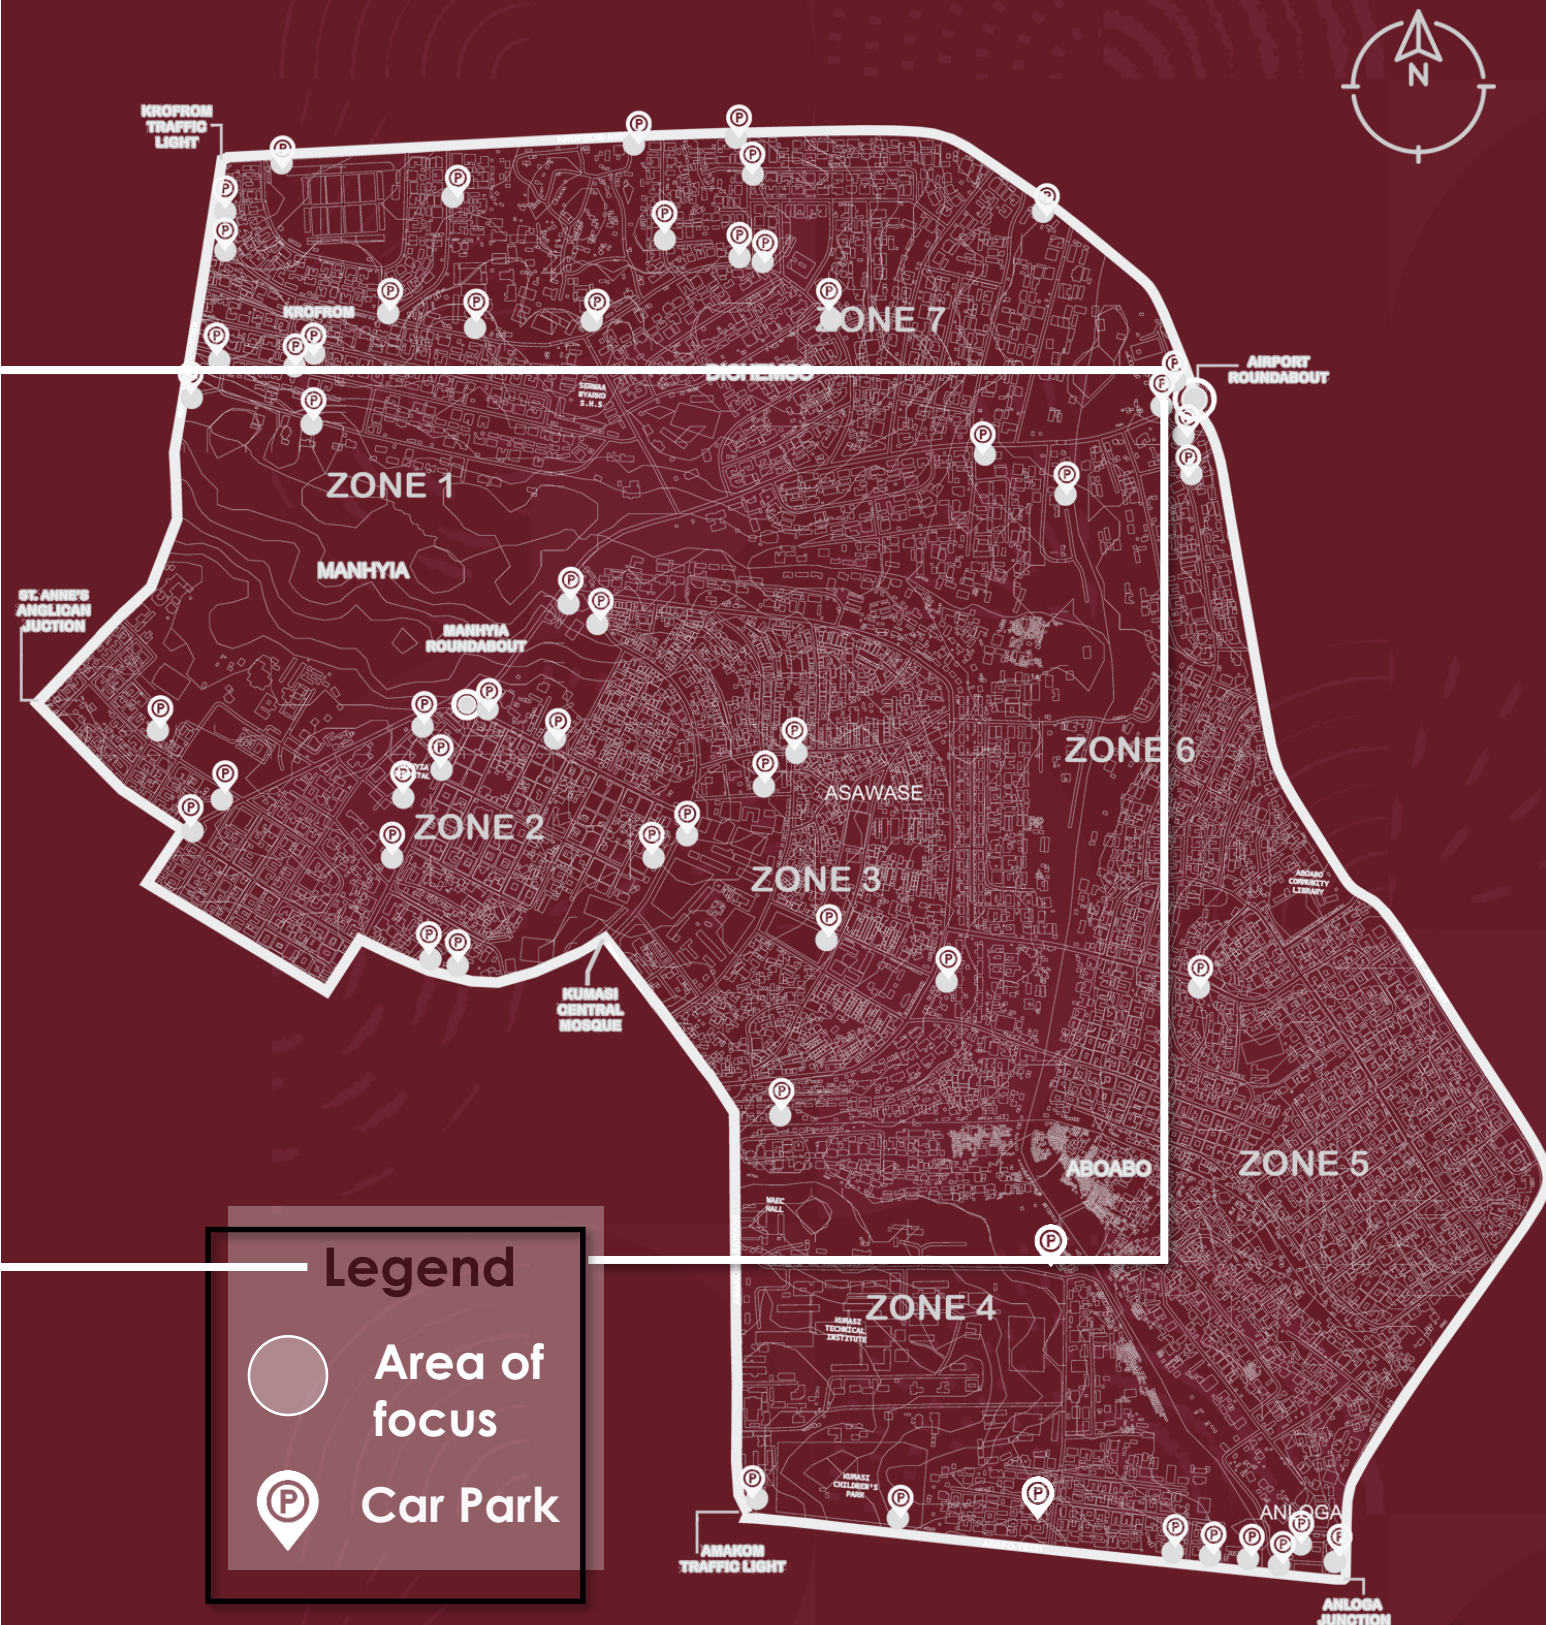 N
KROFROM
TRAFFIC
LIGHT
KROFROM
ZONE 7
DICHEMSO
AIRPORT
ROUNDABOUT
SERWAA
NYARKO
S.H.S
ZONE 1
MANHYIA
ST. ANNE'S
ANGLICAN
JUCTION
MANHYIA
ROUNDABOUT
ZONE 6
ASAWASE
ZONE 2
ZONE 3
ABOABO
COMMUNITY
LIBRARY
KUMASI
CENTRAL
MOSQUE
ABOABO
ZONE 5
WAEC
HALL
ZONE 4
KUMASI
TECHNICAL
INSTITUTE
KUMASI
CHILDREN'S
PARK
ANLOGA
AMAKOM
TRAFFIC LIGHT
ANLOGA
JUNCTION
Legend
Area of
focus
P
Car Park